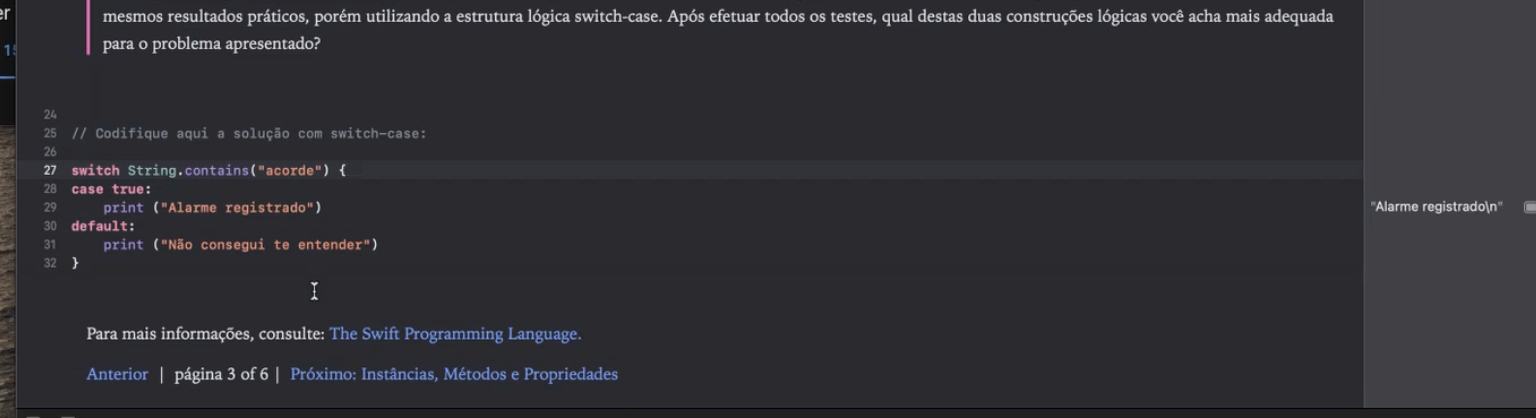 er
mesmos resultados práticos, porém utilizando a estrutura lógica switch-case. Após efetuar todos os testes, qual destas duas construções lógicas você acha mais adequada
para o problema apresentado?
15
24
25 // Codifique aqui a solução com switch-case:
26
27 switch String.contains("acorde") {
28 case true:
29 print ("Alarme registrado")
"Alarme registrado\n"
30 default:
31 print ("Não consegui te entender")
32 }
Para mais informações, consulte: The Swift Programming Language.
Anterior | página 3 of 6 | Próximo: Instâncias, Métodos e Propriedades